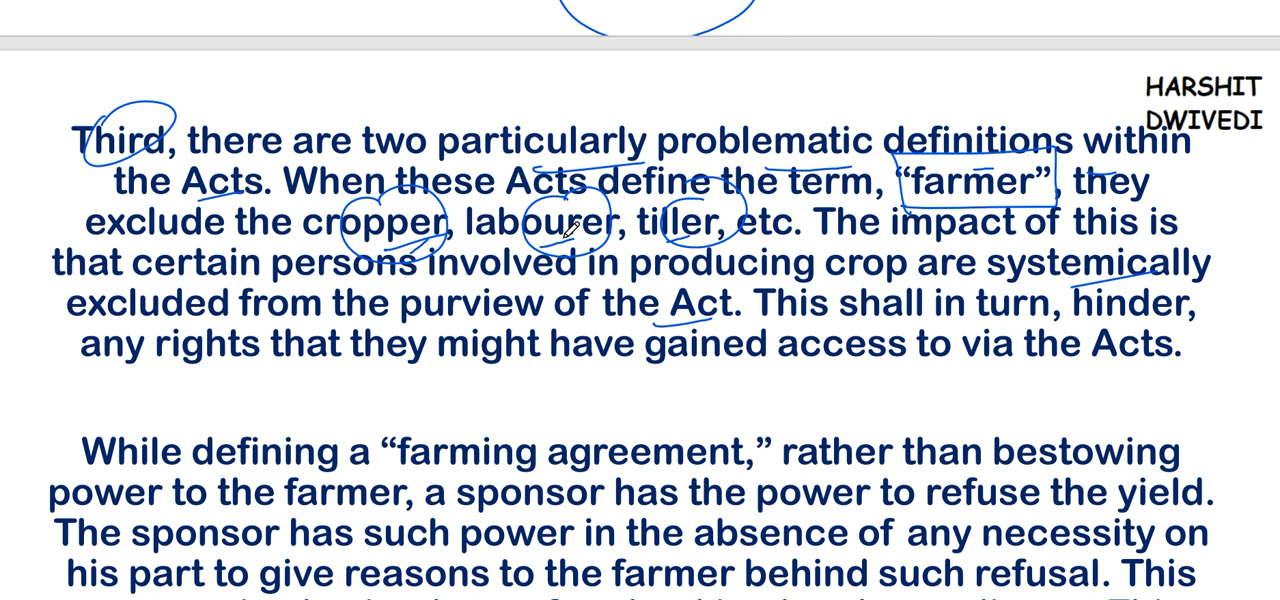 HARSHIT
DWIVEDI
Third, there are two particularly problematic definitions within
the Acts. When these Acts define the term, “farmer”, they
exclude the cropper, labourer, tiller, etc. The impact of this is
that certain persons involved in producing crop are systemically
excluded from the purview of the Act. This shall in turn, hinder,
any rights that they might have gained access to via the Acts.
While defining a “farming agreement,” rather than bestowing
power to the farmer, a sponsor has the power to refuse the yield.
The sponsor has such power in the absence of any necessity on
his part to give reasons to the farmer behind such refusal. This